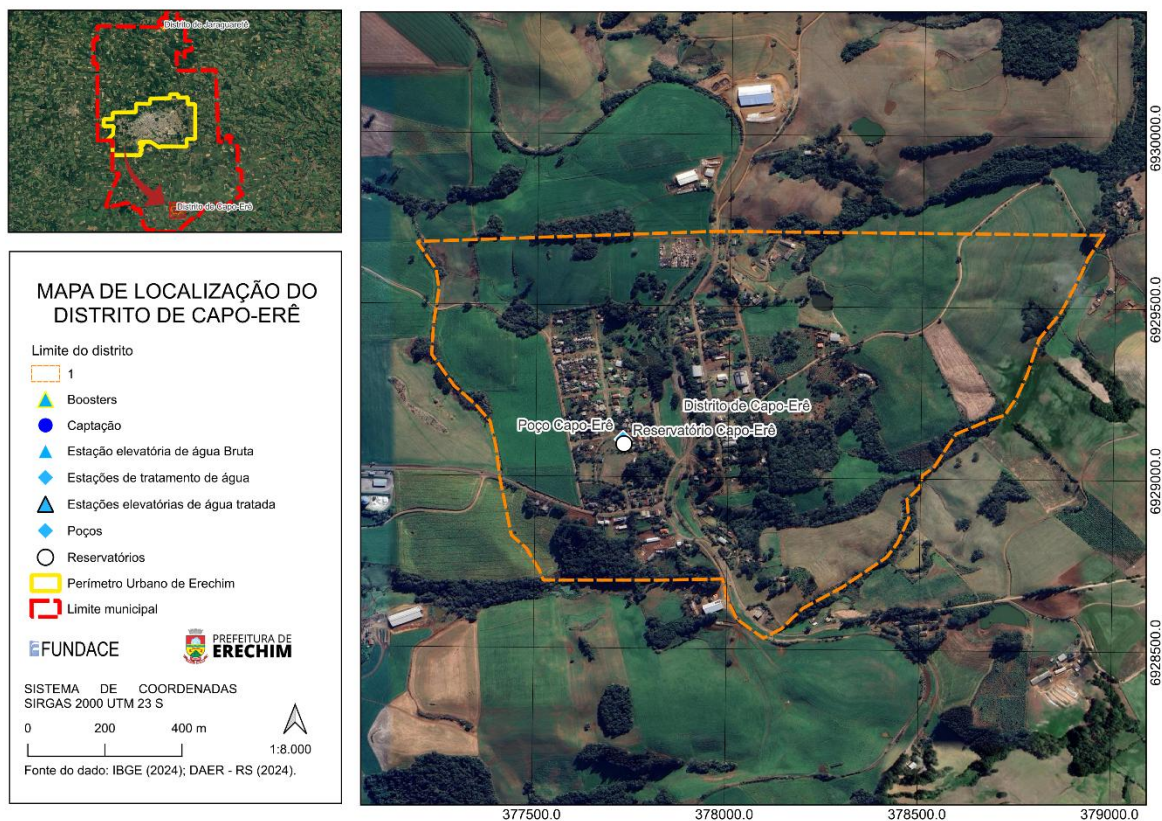 Distrito de Jaguaretê
Distrito de Capo-Erê
MAPA DE LOCALIZAÇÃO DO
DISTRITO DE CAPO-ERÊ
Limite do distrito
1
Boosters
Captação
Estação elevatória de água Bruta
Estações de tratamento de água
Estações elevatórias de água tratada
Poços
Reservatórios
Perímetro Urbano de Erechim
Limite municipal
FUNDACE
PREFEITURA DE
ERECHIM
SISTEMA DE COORDENADAS
SIRGAS 2000 UTM 23 S
0 200 400 m
1:8.000
Fonte do dado: IBGE (2024); DAER - RS (2024).
Distrito de Capo-Erê
Poço Capo-Erê
Reservatório Capo-Erê
6930000.0
6929500.0
6929000.0
6928500.0
377500.0 378000.0 378500.0 379000.0